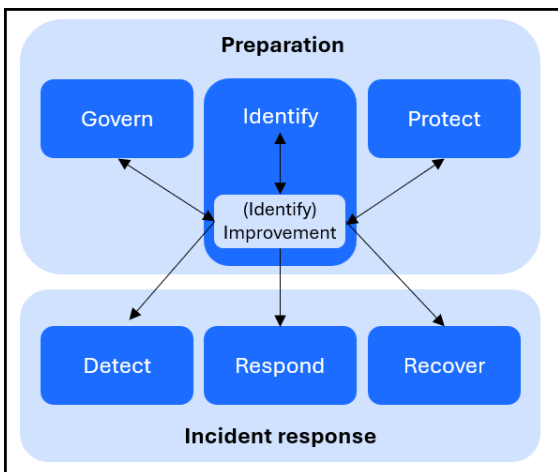 Preparation
Govern
Identify
Protect
(Identify)
Improvement
Detect
Respond
Recover
Incident response